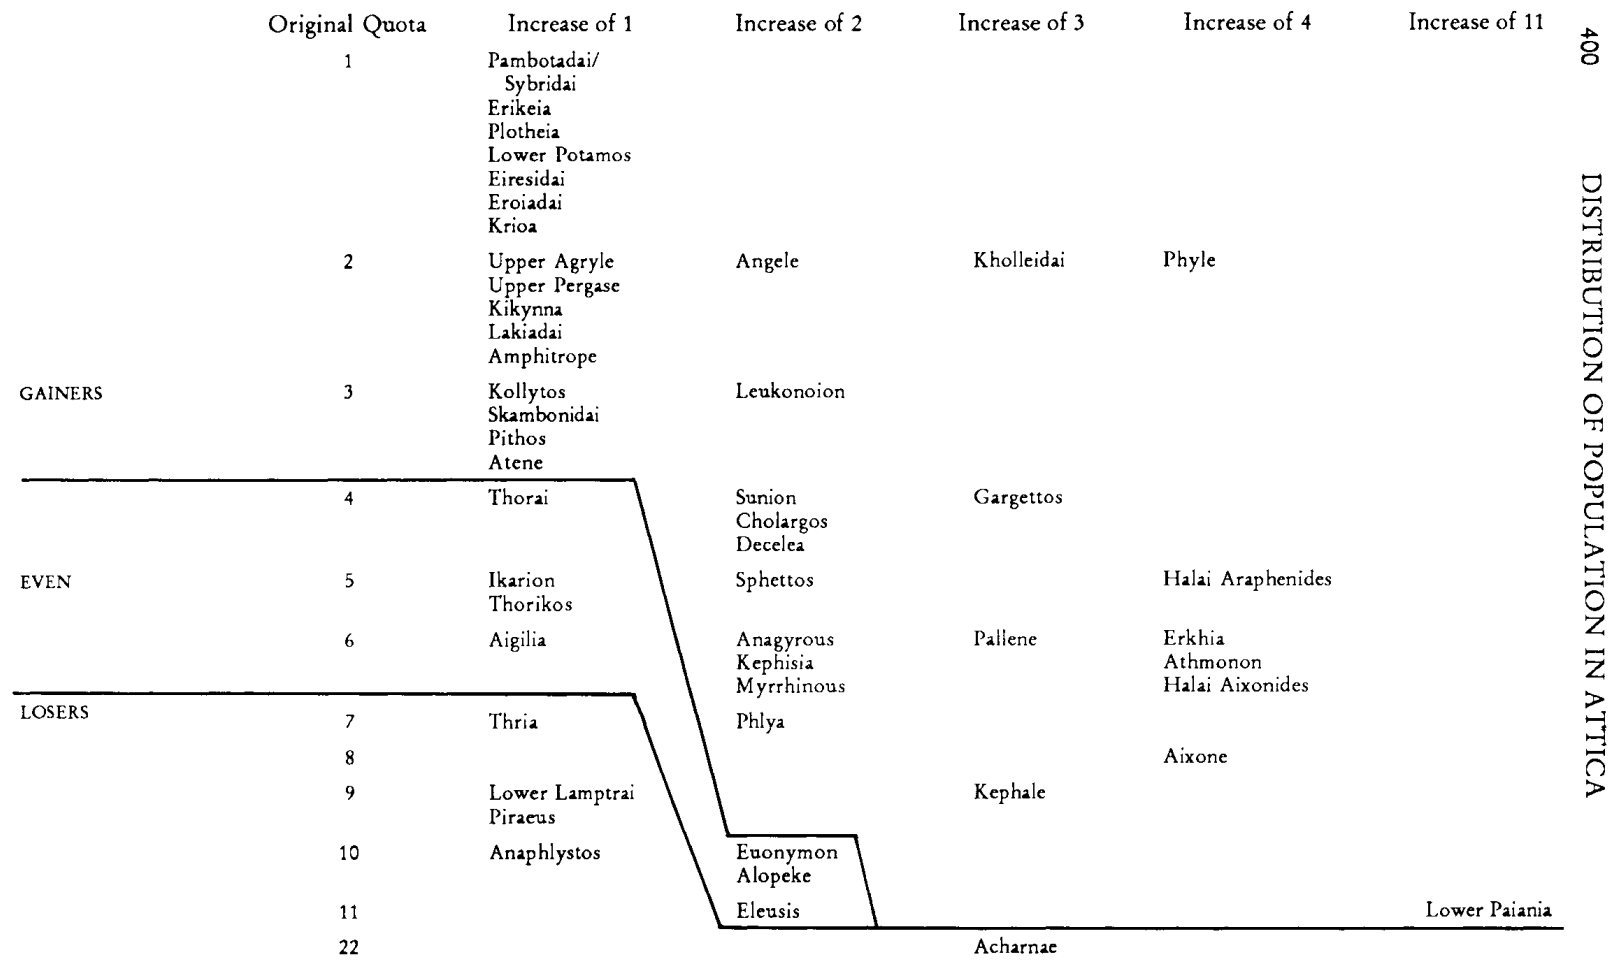 Original Quota Increase of 1 Increase of 2 Increase of 3 Increase of 4 Increase of 11
1 Pambotadai/
Sybridai
Erikeia
Plotheia
Lower Potamos
Eiresidai
Eroiadai
Krioa
2 Upper Agryle Angele Kholleidai Phyle
Upper Pergase
Kikynna
Lakiadai
Amphitrope
GAINERS 3 Kollytos Leukonoion
Skambonidai
Pithos
Atene
4 Thorai Sunion Gargettos
Cholargos
Decelea
EVEN 5 Ikarion Sphettos Halai Araphenides
Thorikos
6 Aigilia Anagyrous Pallene Erkhia
Kephisia Athmonon
Myrrhinous Halai Aixonides
LOSERS
7 Thria Phlya
8 Aixone
9 Lower Lamptrai Kephale
Piraeus
10 Anaphlystos Euonymon
Alopeke
11 Eleusis Lower Paiania
22 Acharnae
400 DISTRIBUTION OF POPULATION IN ATTICA